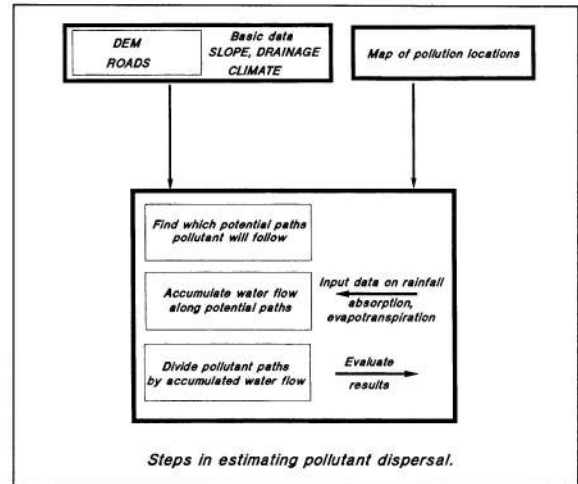 DEM
ROADS
Basic data
SLOPE, DRAINAGE
CLIMATE
Map of pollution locations
Find which potential paths
pollutant will follow
Accumulate water flow
along potential paths
Input data on rainfall
absorption,
evapotranspiration
Divide pollutant paths
by accumulated water flow
Evaluate
results
Steps in estimating pollutant dispersal.